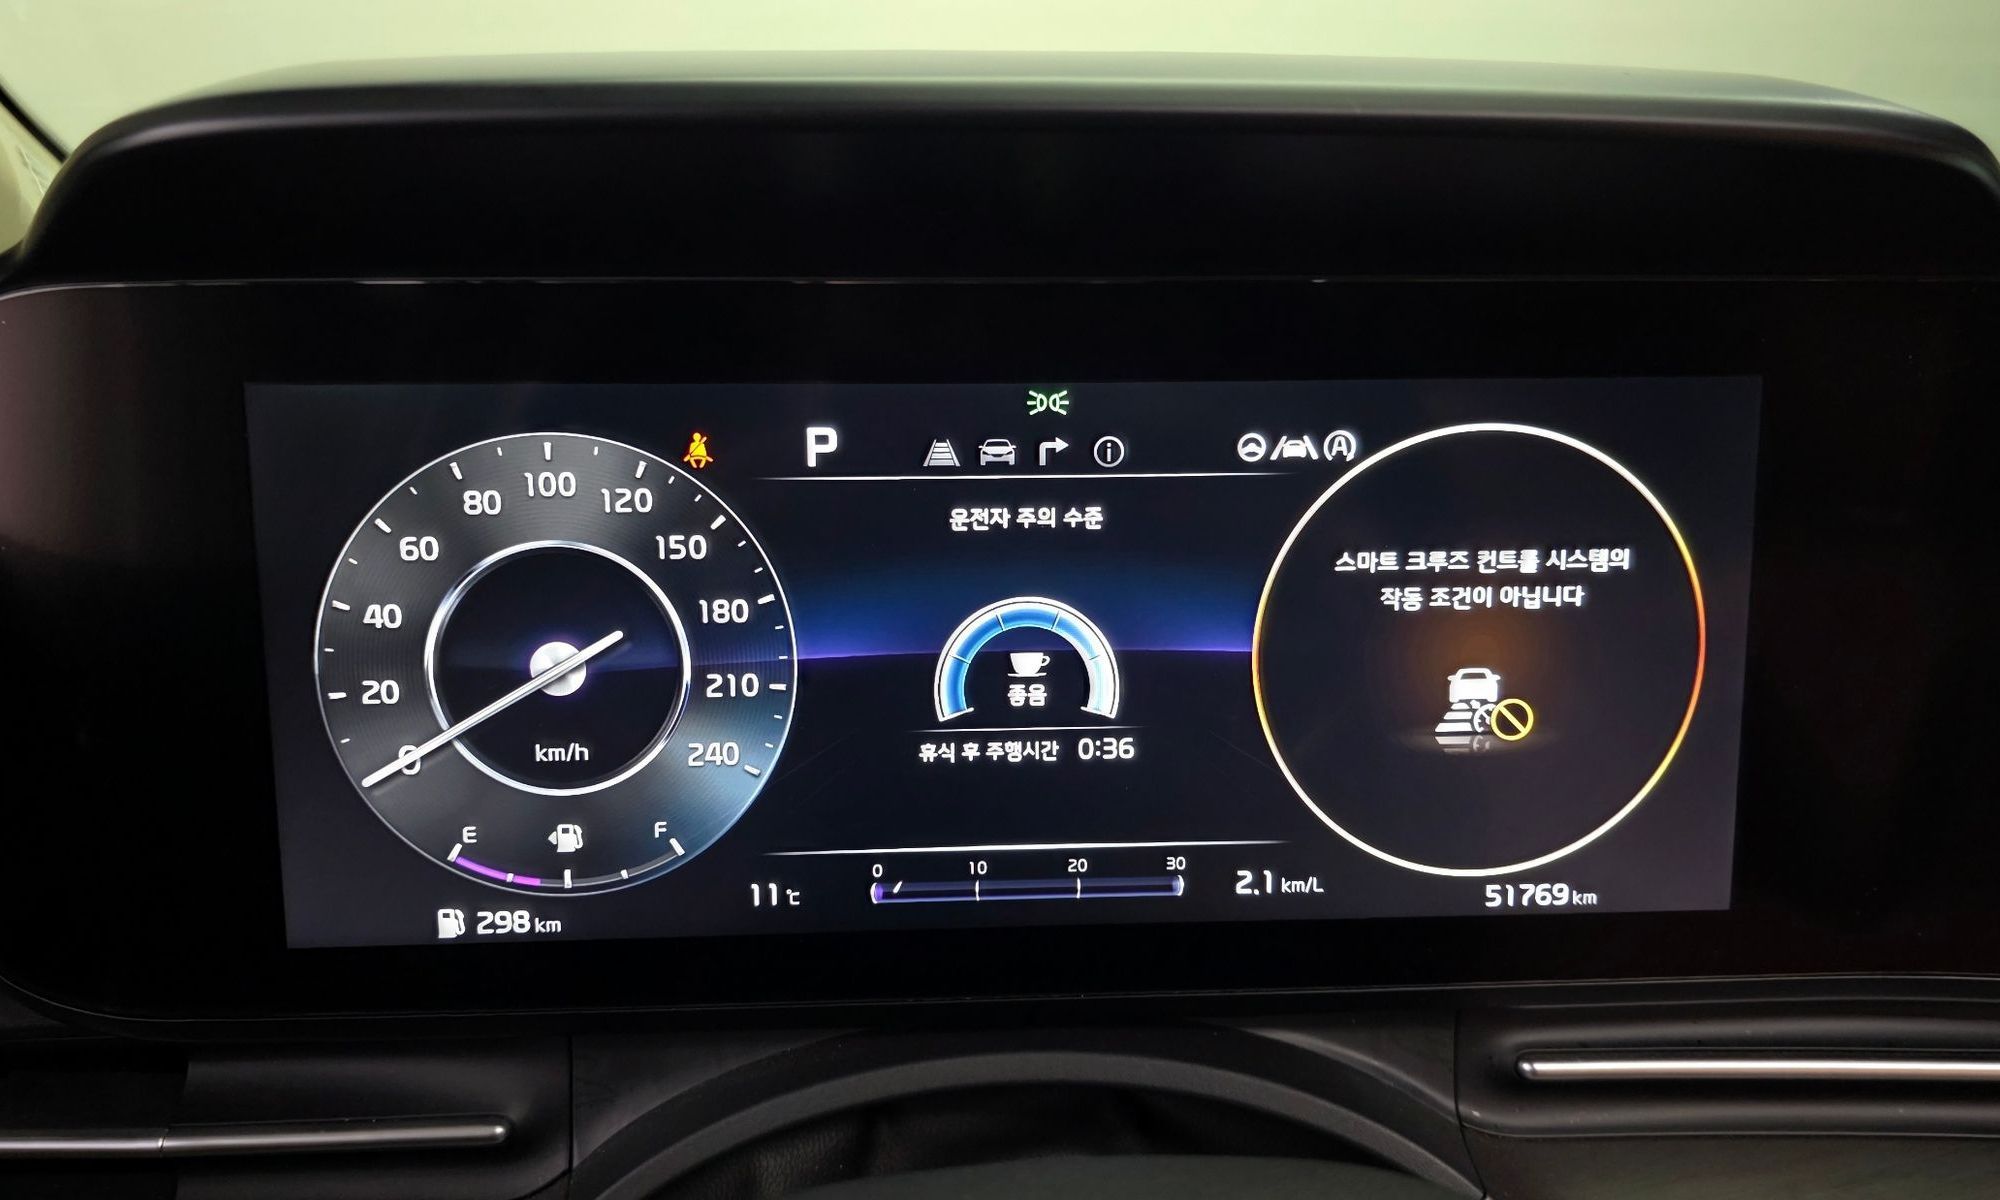 P
운전자 주의 수준
좋음
휴식 후 주행시간 0:36
0
20
40
60
80
100
120
150
180
210
240
km/h
E
F
298 km
11℃
0 10 20 30
2.1 km/L
스마트 크루즈 컨트롤 시스템의
작동 조건이 아닙니다
51769 km
A
i